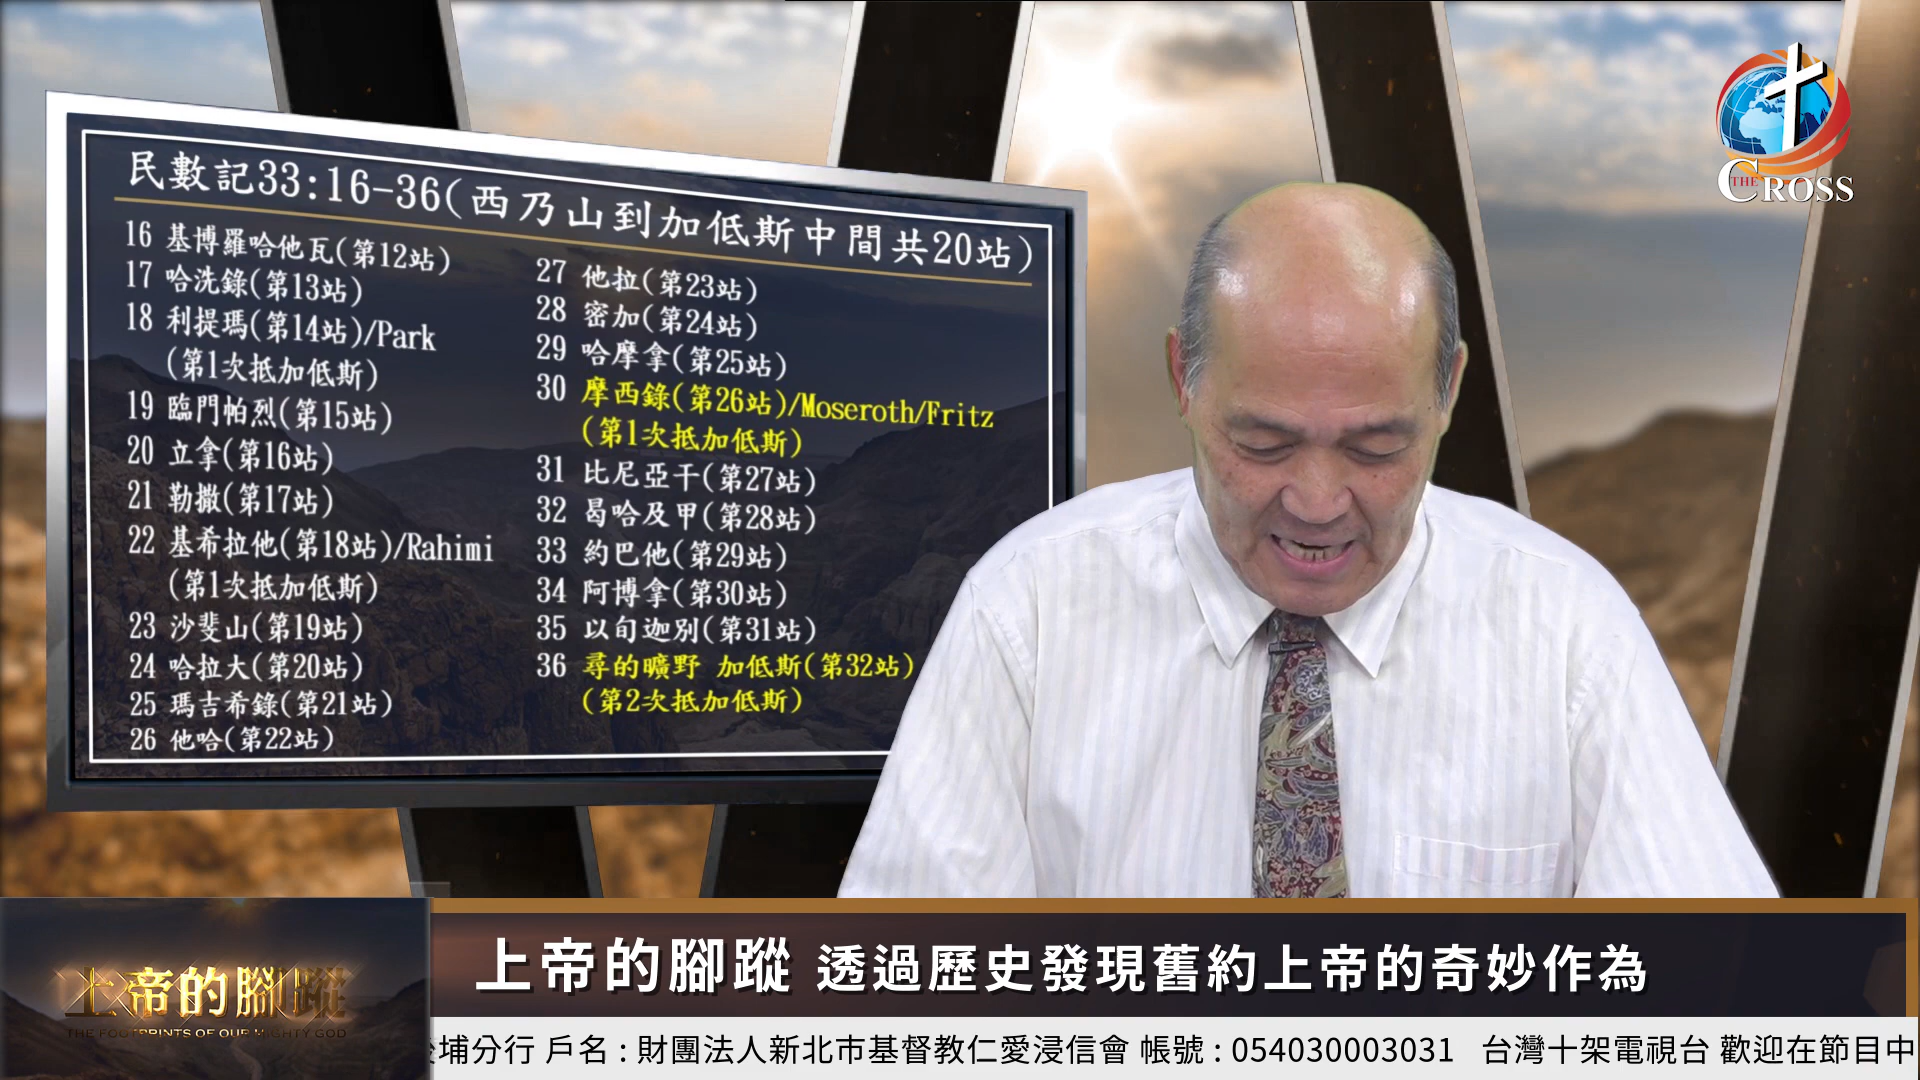 民數記33:16-36(西乃山到加低斯中間共20站)
16 基博羅哈他瓦(第12站)
17 哈洗錄(第13站)
18 利提瑪(第14站)/Park
(第1次抵加低斯)
19 臨門帕烈(第15站)
20 立拿(第16站)
21 勒撒(第17站)
22 基希拉他(第18站)/Rahimi
(第1次抵加低斯)
23 沙斐山(第19站)
24 哈拉大(第20站)
25 瑪吉希錄(第21站)
26 他哈(第22站)
27 他拉(第23站)
28 密加(第24站)
29 哈摩拿(第25站)
30 摩西錄(第26站)/Moseroth/Fritz
(第1次抵加低斯)
31 比尼亞干(第27站)
32 曷哈及甲(第28站)
33 約巴他(第29站)
34 阿博拿(第30站)
35 以旬迦別(第31站)
36 尋的曠野 加低斯(第32站)
(第2次抵加低斯)
THE CROSS
上帝的腳蹤 透過歷史發現舊約上帝的奇妙作為
上帝的腳蹤
THE FOOTPRINTS OF OUR MIGHTY GOD
埔分行 戶名 : 財團法人新北市基督教仁愛浸信會 帳號 : 054030003031 台灣十架電視台 歡迎在節目中